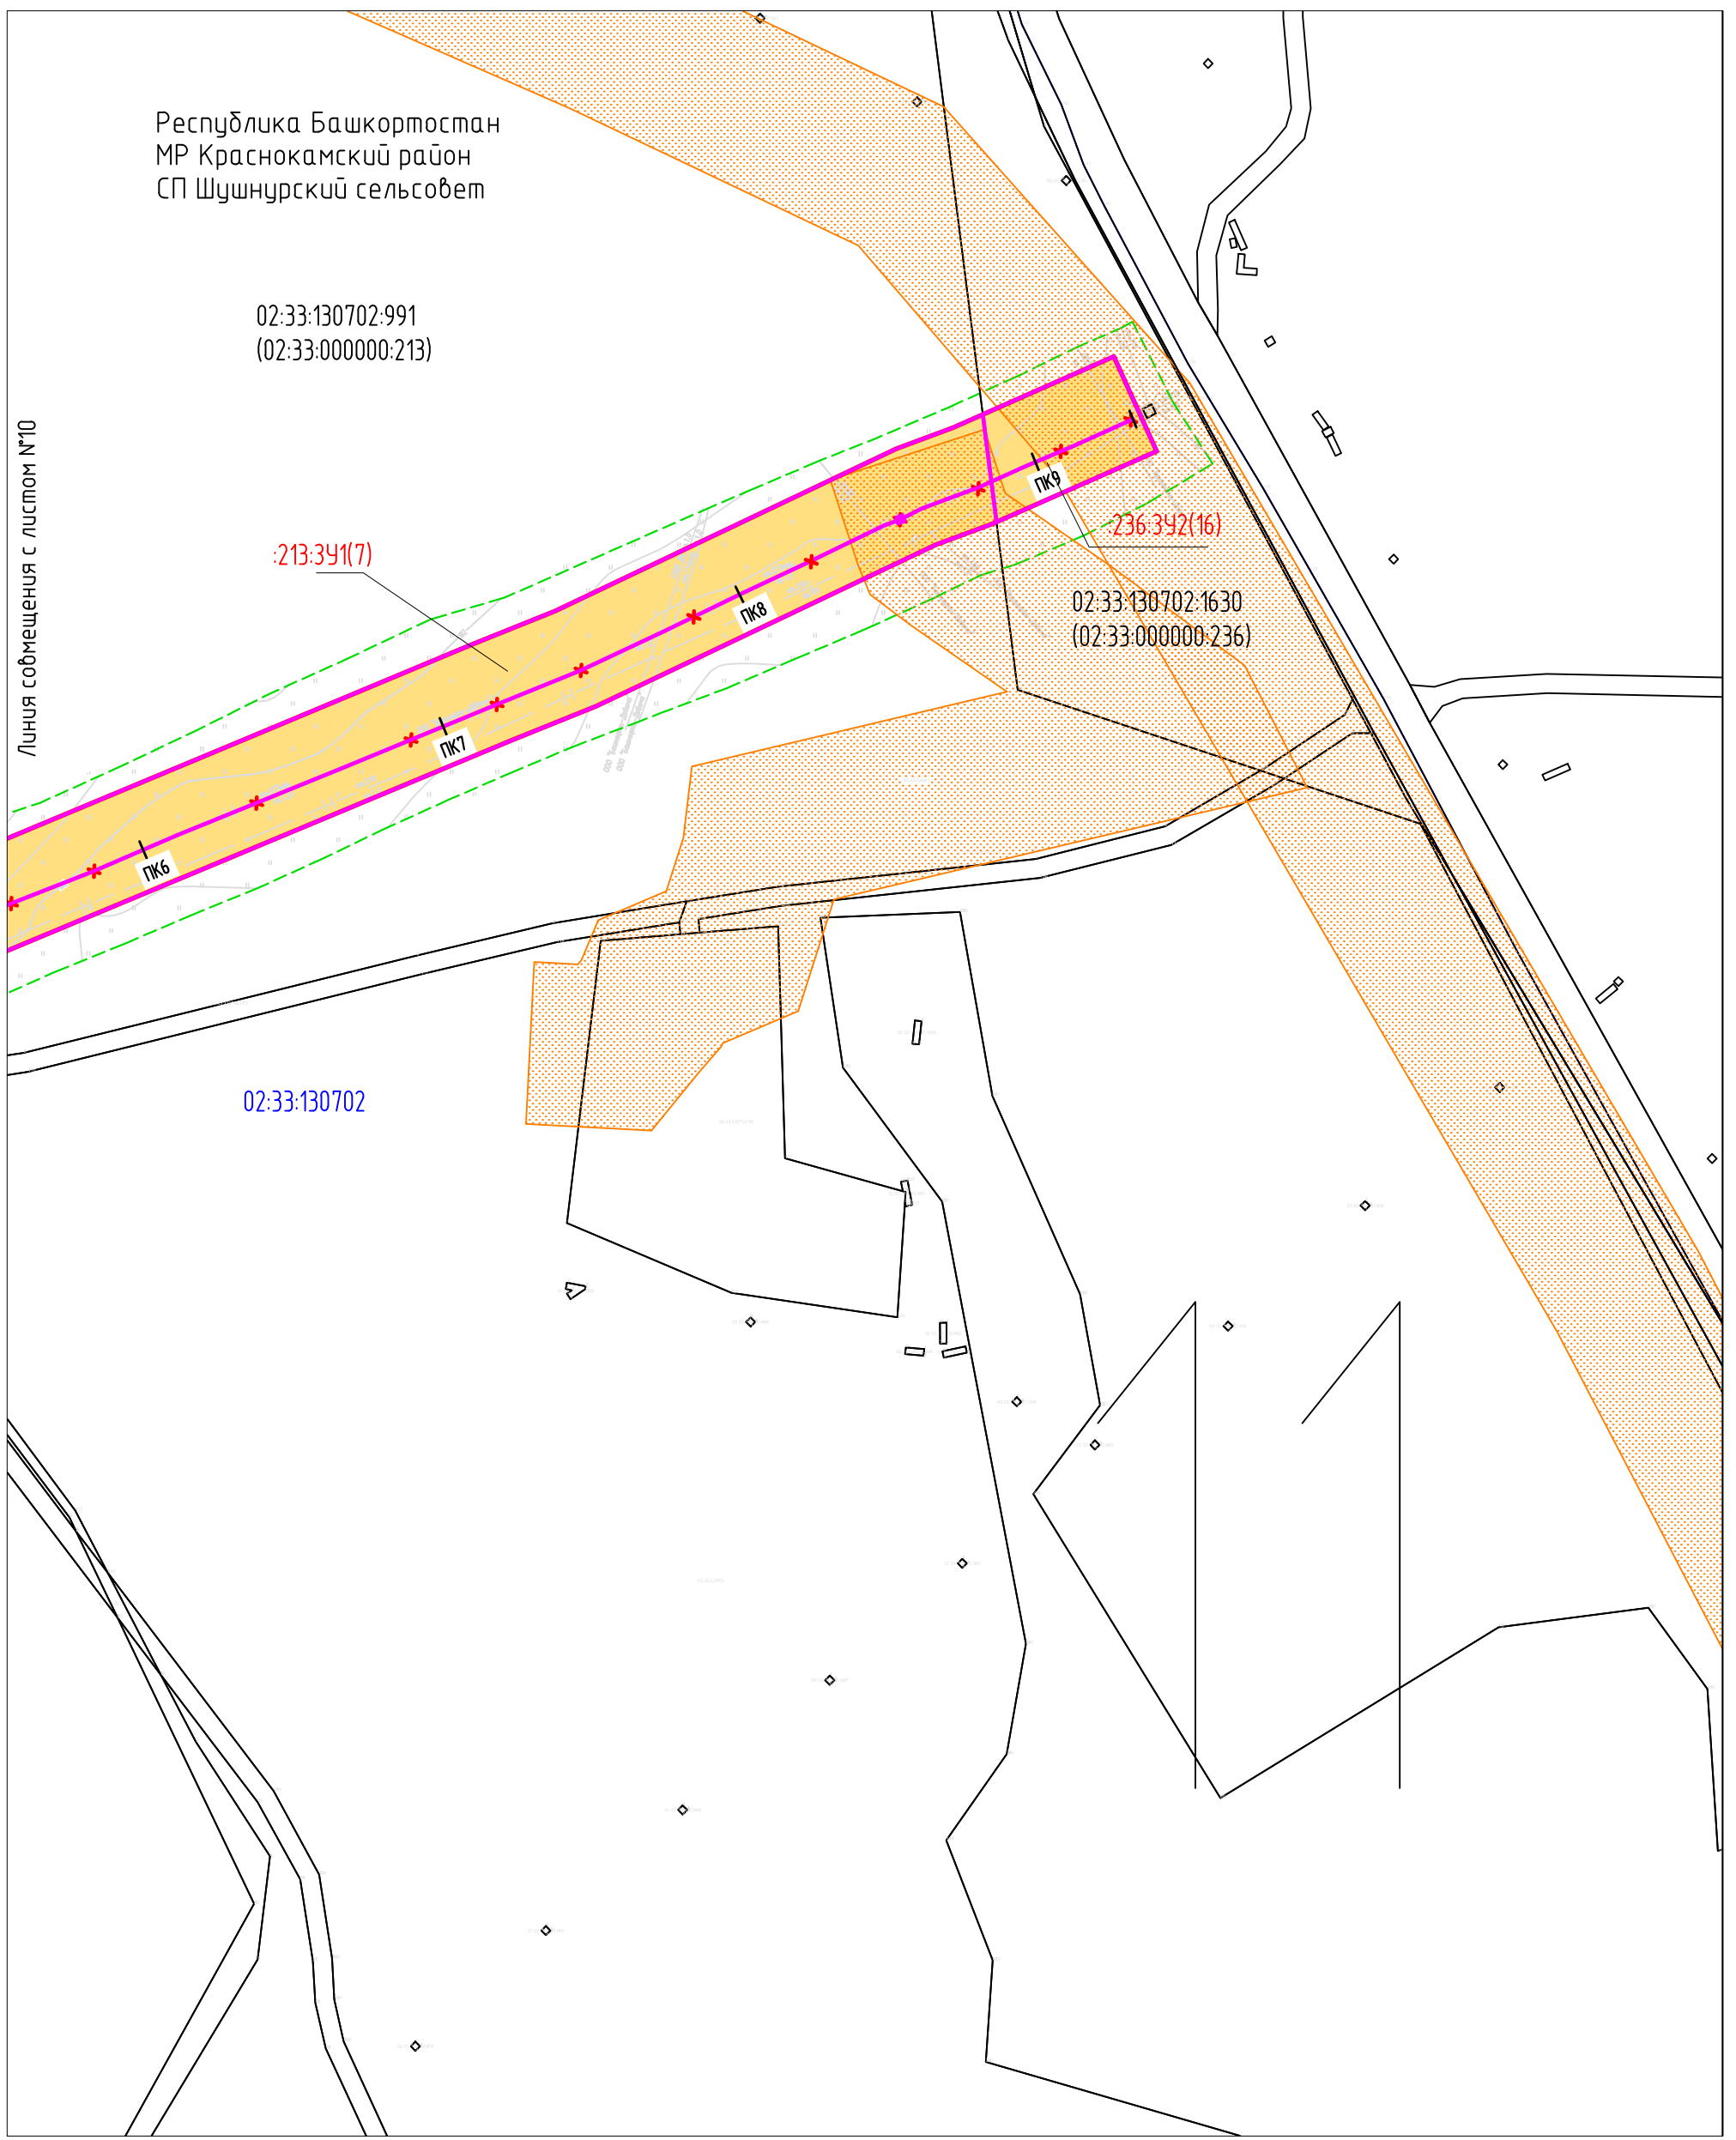 Республика Башкортостан
МР Краснокамский район
СП Шушнурский сельсовет
02:33:130702:991
(02:33:000000:213)
Линия совмещения с листом №10
:213:ЗУ1(7)
:236:ЗУ2(16)
ПК9
02:33:130702:1630
(02:33:000000:236)
ПК8
ПК7
ПК6
02:33:130702